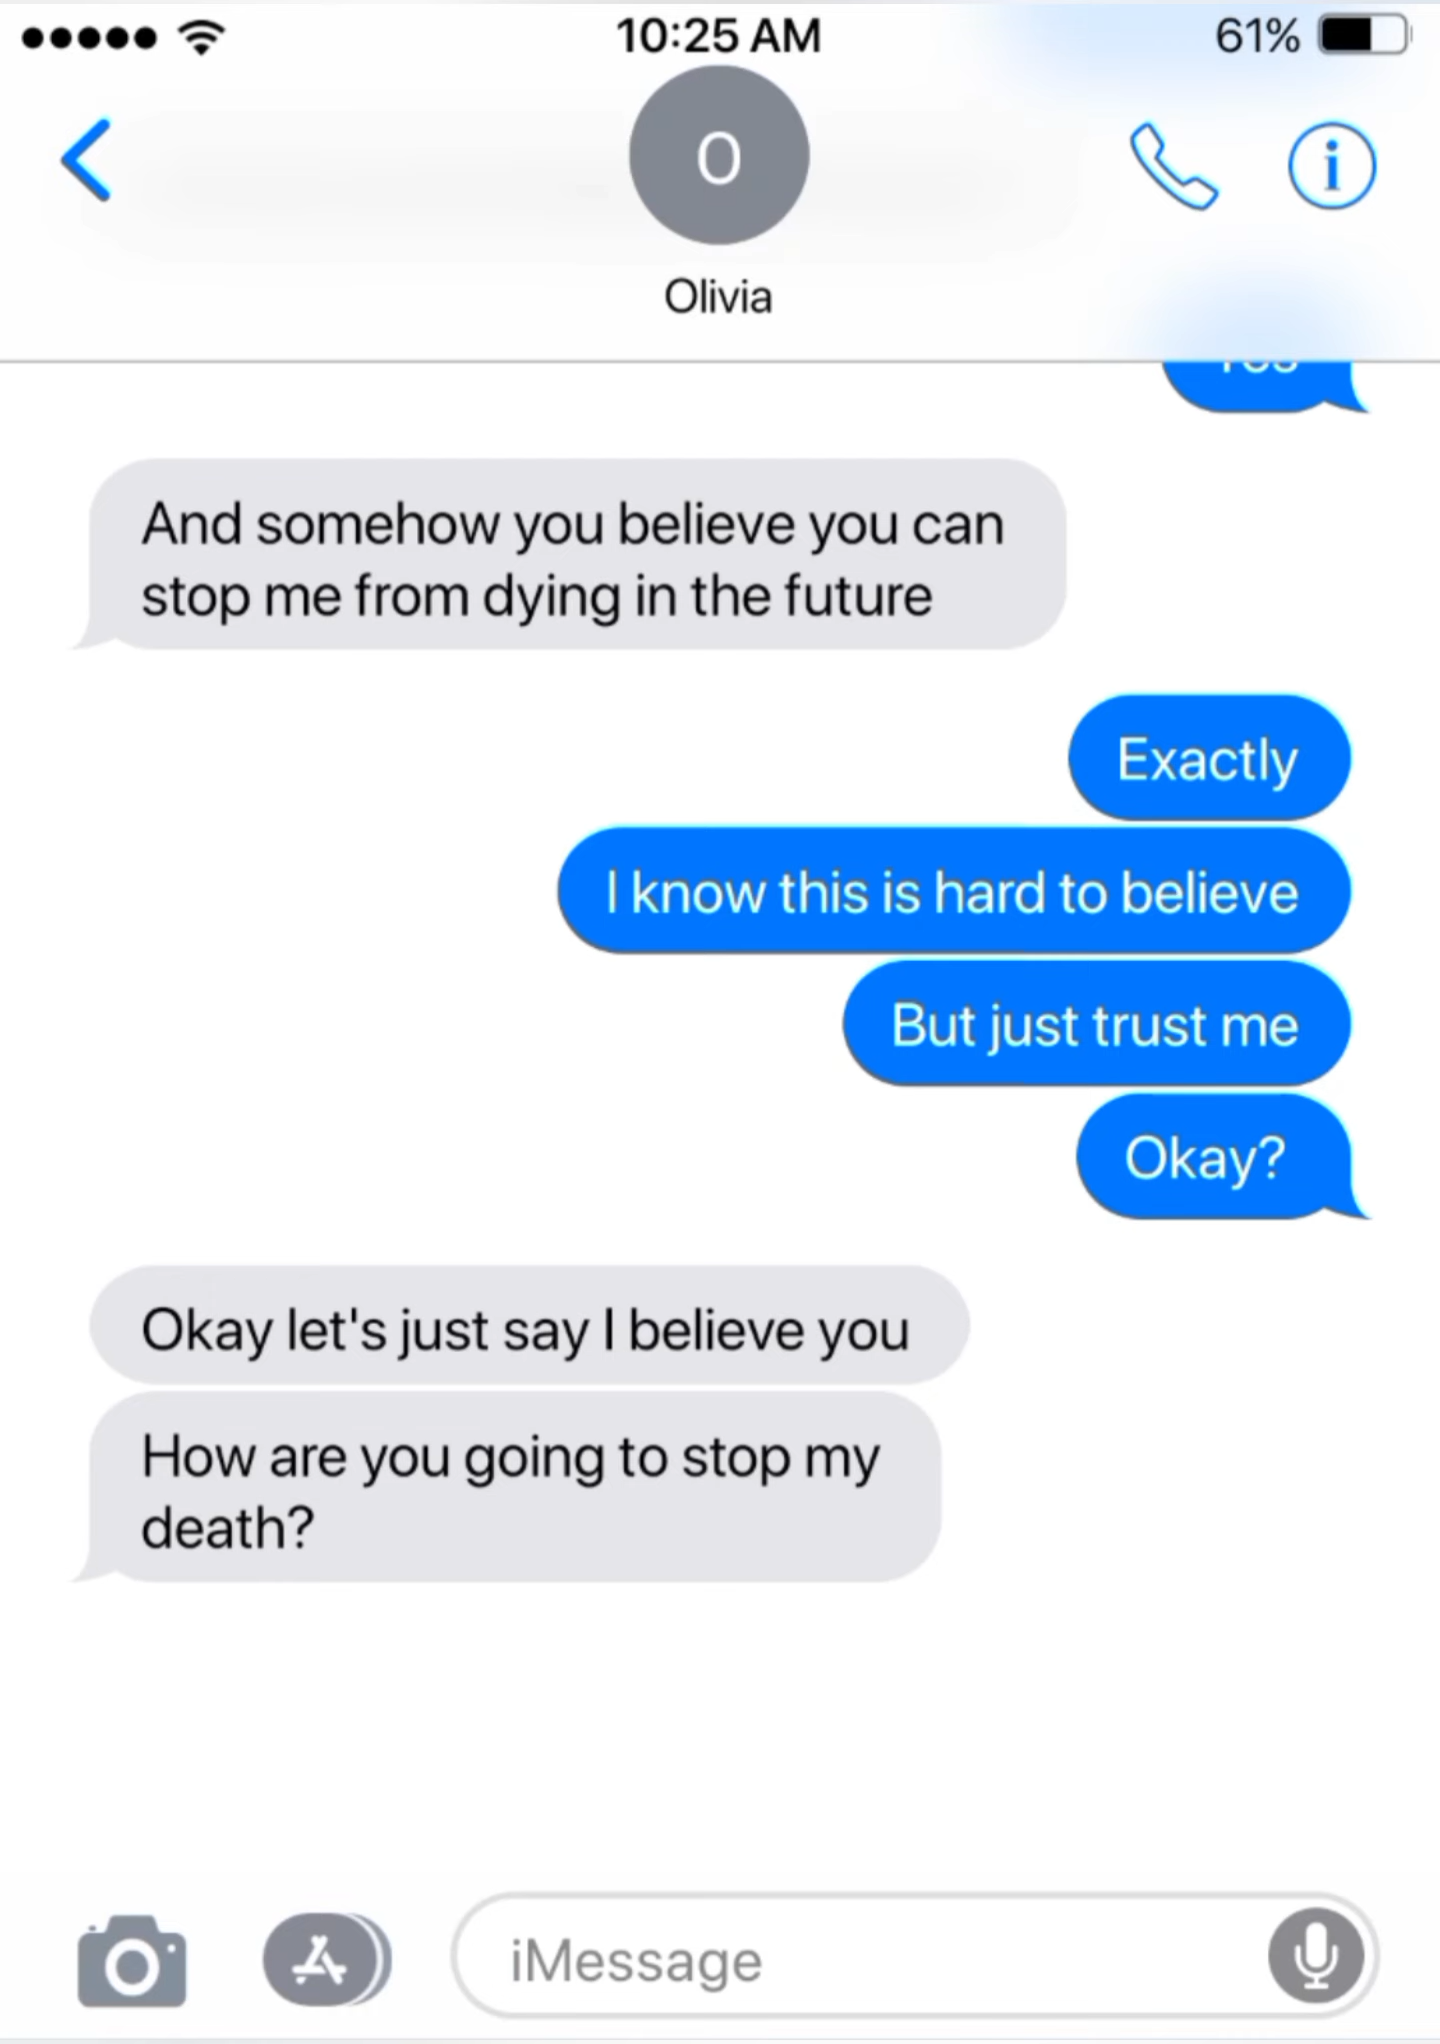 10:25 AM
61%
O
Olivia
And somehow you believe you can
stop me from dying in the future
Exactly
I know this is hard to believe
But just trust me
Okay?
Okay let's just say I believe you
How are you going to stop my
death?
iMessage